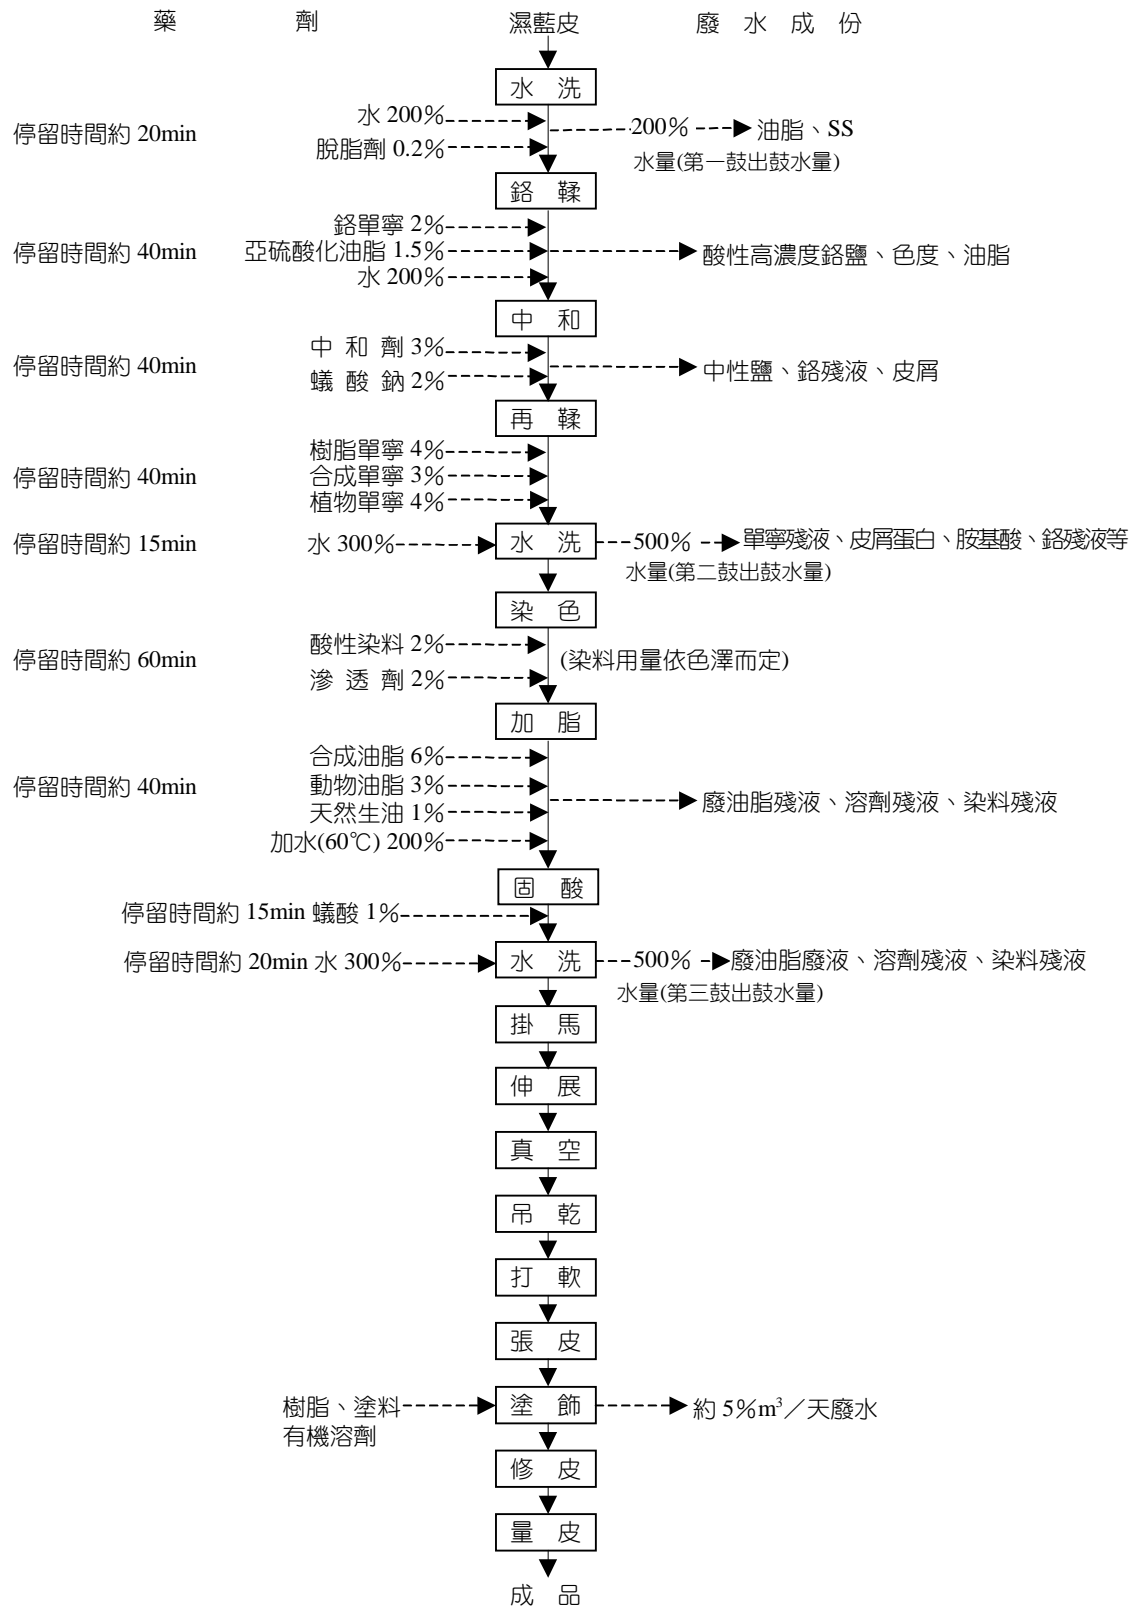 藥 劑 濕藍皮 廢 水 成 份
水 洗
水 200%
停留時間約 20min
200% 油脂、SS
脫脂劑 0.2%
水量(第一鼓出鼓水量)
鉻 鞣
鉻單寧 2%
停留時間約 40min
亞硫酸化油脂 1.5%
酸性高濃度鉻鹽、色度、油脂
水 200%
中 和
中 和 劑 3%
停留時間約 40min
中性鹽、鉻殘液、皮屑
蟻 酸 鈉 2%
再 鞣
樹脂單寧 4%
停留時間約 40min
合成單寧 3%
植物單寧 4%
停留時間約 15min
水 300%
水 洗
500% 單寧殘液、皮屑蛋白、胺基酸、鉻殘液等
水量(第二鼓出鼓水量)
染 色
酸性染料 2%
停留時間約 60min
(染料用量依色澤而定)
滲 透 劑 2%
加 脂
合成油脂 6%
停留時間約 40min
動物油脂 3%
廢油脂殘液、溶劑殘液、染料殘液
天然生油 1%
加水(60℃) 200%
固 酸
停留時間約 15min 蟻酸 1%
停留時間約 20min 水 300%
水 洗
500% 廢油脂廢液、溶劑殘液、染料殘液
水量(第三鼓出鼓水量)
掛 馬
伸 展
真 空
吊 乾
打 軟
張 皮
樹脂、塗料
有機溶劑
塗 飾
約 5%m³／天廢水
修 皮
量 皮
成 品